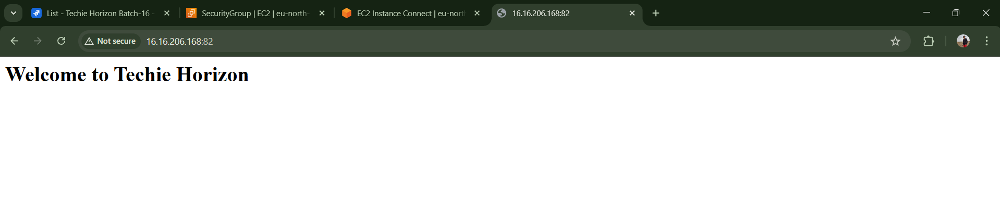 List - Techie Horizon Batch-16 -
SecurityGroup | EC2 | eu-north-
EC2 Instance Connect | eu-nort
16.16.206.168:82
Not secure
16.16.206.168:82
Welcome to Techie Horizon